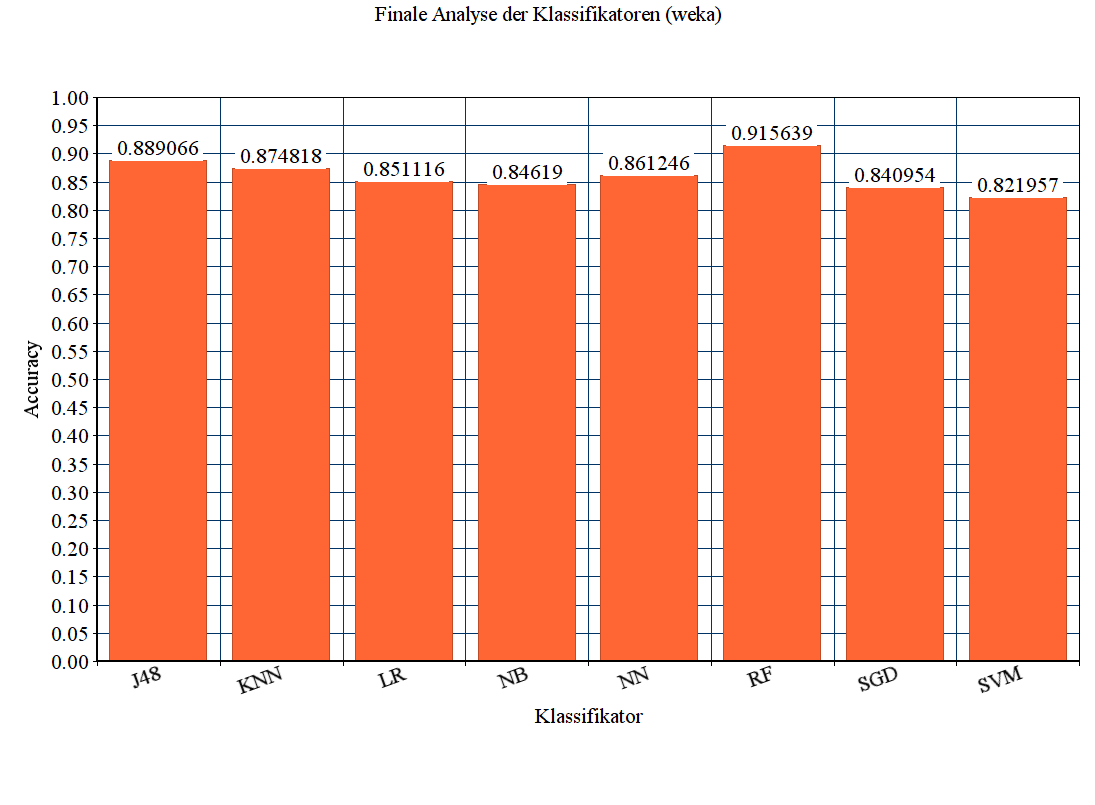 Finale Analyse der Klassifikatoren (weka)
1.00
0.95
0.90
0.85
0.80
0.75
0.70
0.65
0.60
0.55
0.50
0.45
0.40
0.35
0.30
0.25
0.20
0.15
0.10
0.05
0.00
Accuracy
0.889066
0.874818
0.851116
0.84619
0.861246
0.915639
0.840954
0.821957
J48
KNN
LR
NB
NN
RF
SGD
SVM
Klassifikator